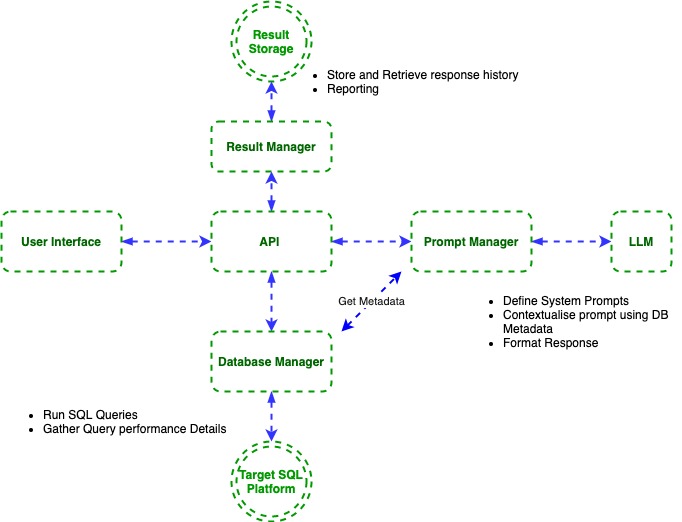 Result
Storage
• Store and Retrieve response history
• Reporting
Result Manager
User Interface
API
Prompt Manager
LLM
Get Metadata
• Define System Prompts
• Contextualise prompt using DB
Metadata
• Format Response
Database Manager
• Run SQL Queries
• Gather Query performance Details
Target SQL
Platform